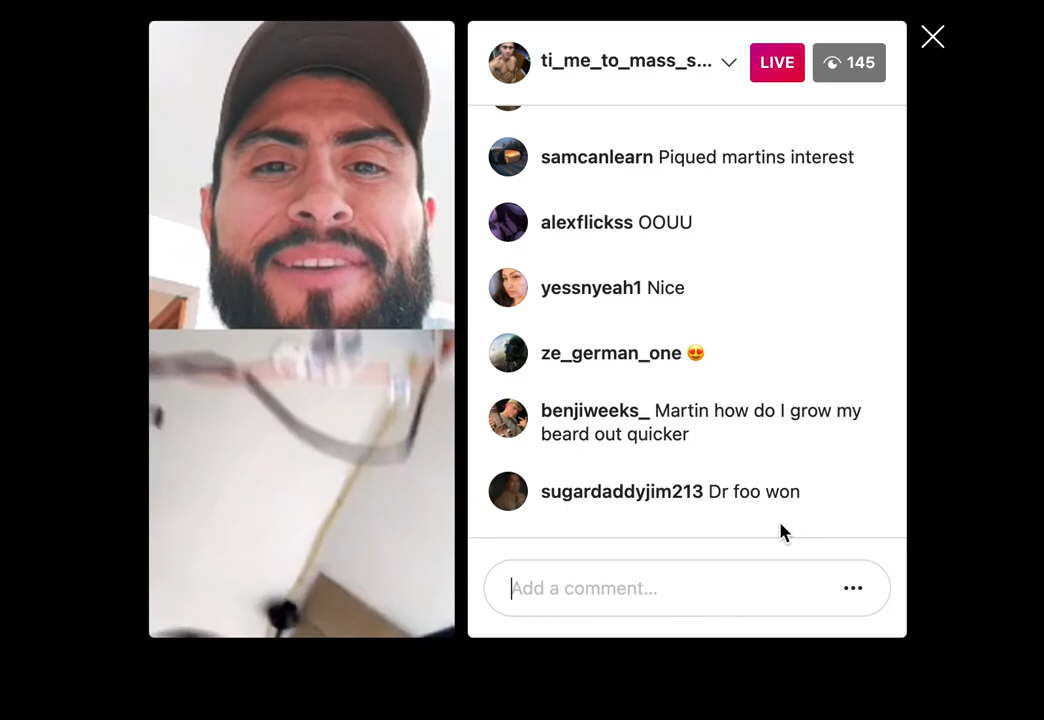 ti_me_to_mass_s...
LIVE
145
samcanlearn Piqued martins interest
alexflickss OOUU
yessnyeah1 Nice
ze_german_one 😍
benjiweeks_ Martin how do I grow my
beard out quicker
sugardaddyjim213 Dr foo won
Add a comment...